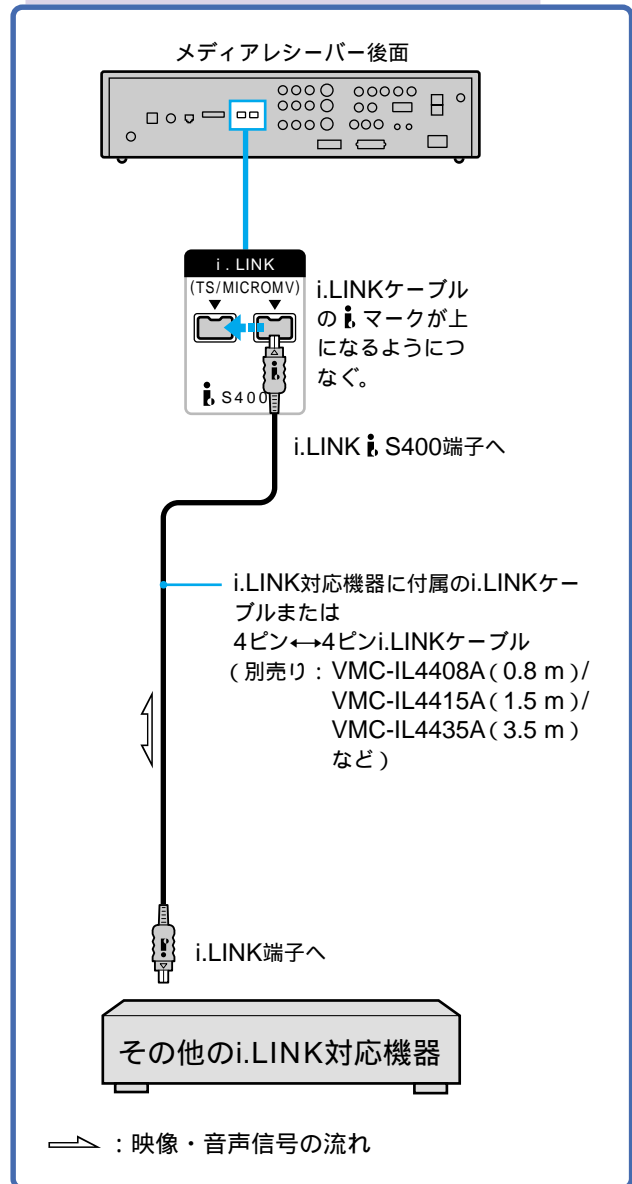 メディアレシーバー後面
i.LINK
(TS/MICROMV)
S400
i.LINKケーブル
のi.マークが上
になるようにつ
なぐ。
i.LINK i. S400端子へ
i.LINK対応機器に付属のi.LINKケー
ブルまたは
4ピン↔4ピンi.LINKケーブル
（別売り：VMC-IL4408A（0.8 m）/
VMC-IL4415A（1.5 m）/
VMC-IL4435A（3.5 m）
など）
i.LINK端子へ
その他のi.LINK対応機器
：映像・音声信号の流れ